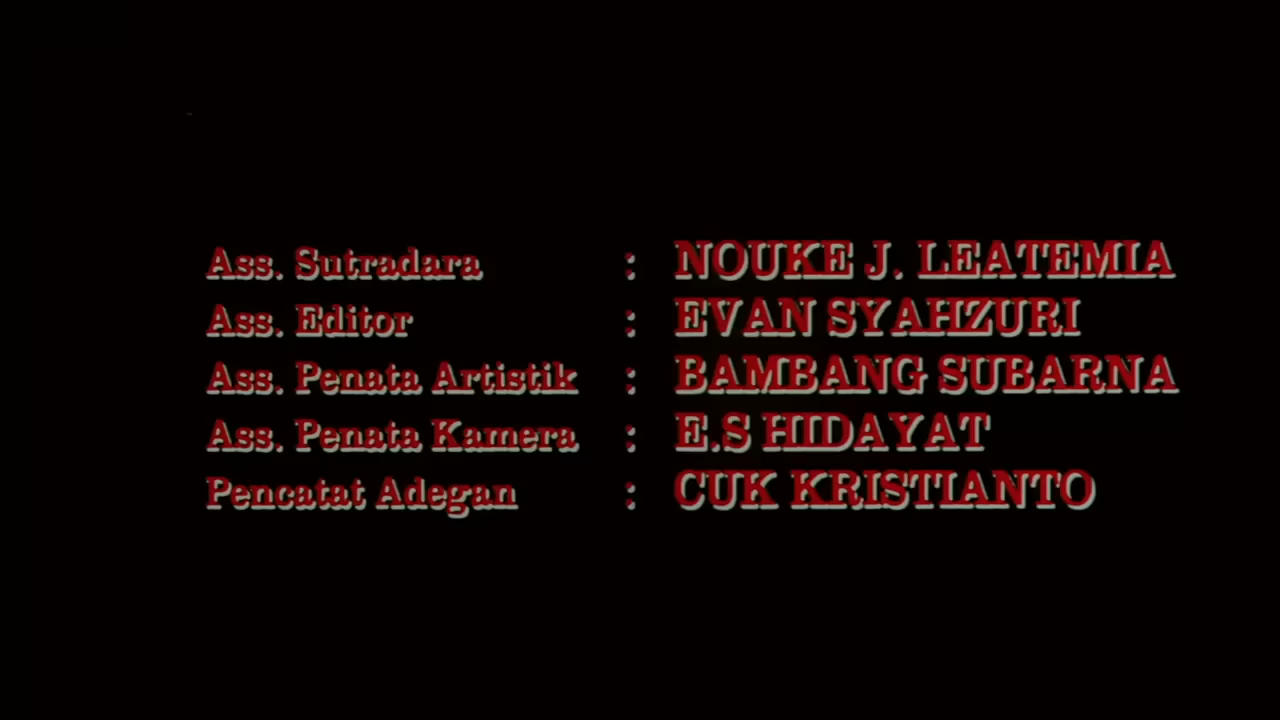 Ass. Sutradara : NOUKE J. LEATEMIA
Ass. Editor : EVAN SYAHZURI
Ass. Penata Artistik : BAMBANG SUBARNA
Ass. Penata Kamera : E.S HIDAYAT
Pencatat Adegan : CUK KRISTIANTO